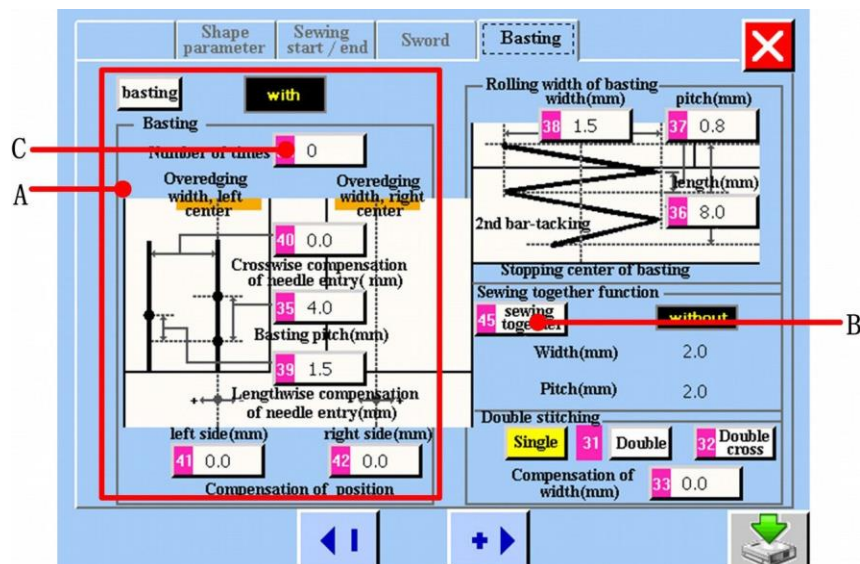 Shape
parameter
Sewing
start / end
Sword
Basting
basting
with
Basting
C
Number of times
0
A
Overedging
width, left
center
Overedging
width, right
center
40 0.0
Crosswise compensation
of needle entry( mm)
35 4.0
Basting pitch(mm)
39 1.5
Lengthwise compensation
of needle entry(mm)
left side(mm)
right side(mm)
41 0.0
42 0.0
Compensation of position
Rolling width of basting
width(mm)
pitch(mm)
38 1.5
37 0.8
length(mm)
36 8.0
2nd bar-tacking
Stopping center of basting
Sewing together function
45 sewing
together
without
B
Width(mm) 2.0
Pitch(mm) 2.0
Double stitching
Single
31 Double
32 Double
cross
Compensation of
width(mm)
33 0.0